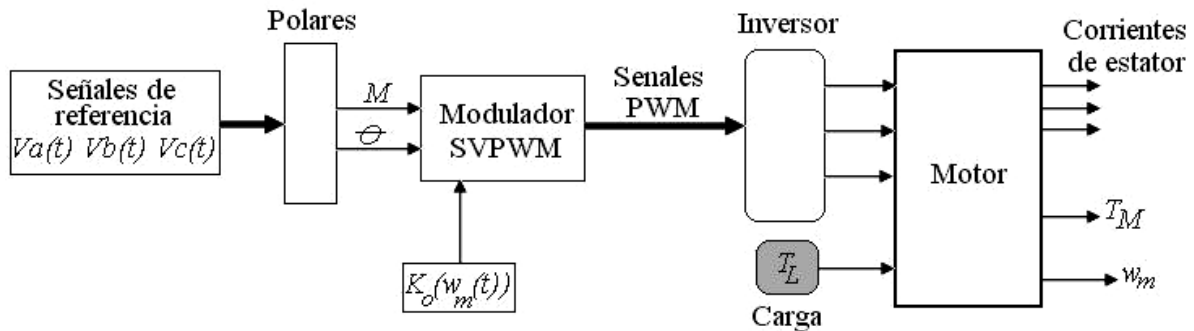 Polares
Señales de
referencia
Va(t) Vb(t) Vc(t)
M
Θ
Modulador
SVPWM
K_o(w_m(t))
Senales
PWM
Inversor
T_L
Carga
Motor
Corrientes
de estator
T_M
w_m